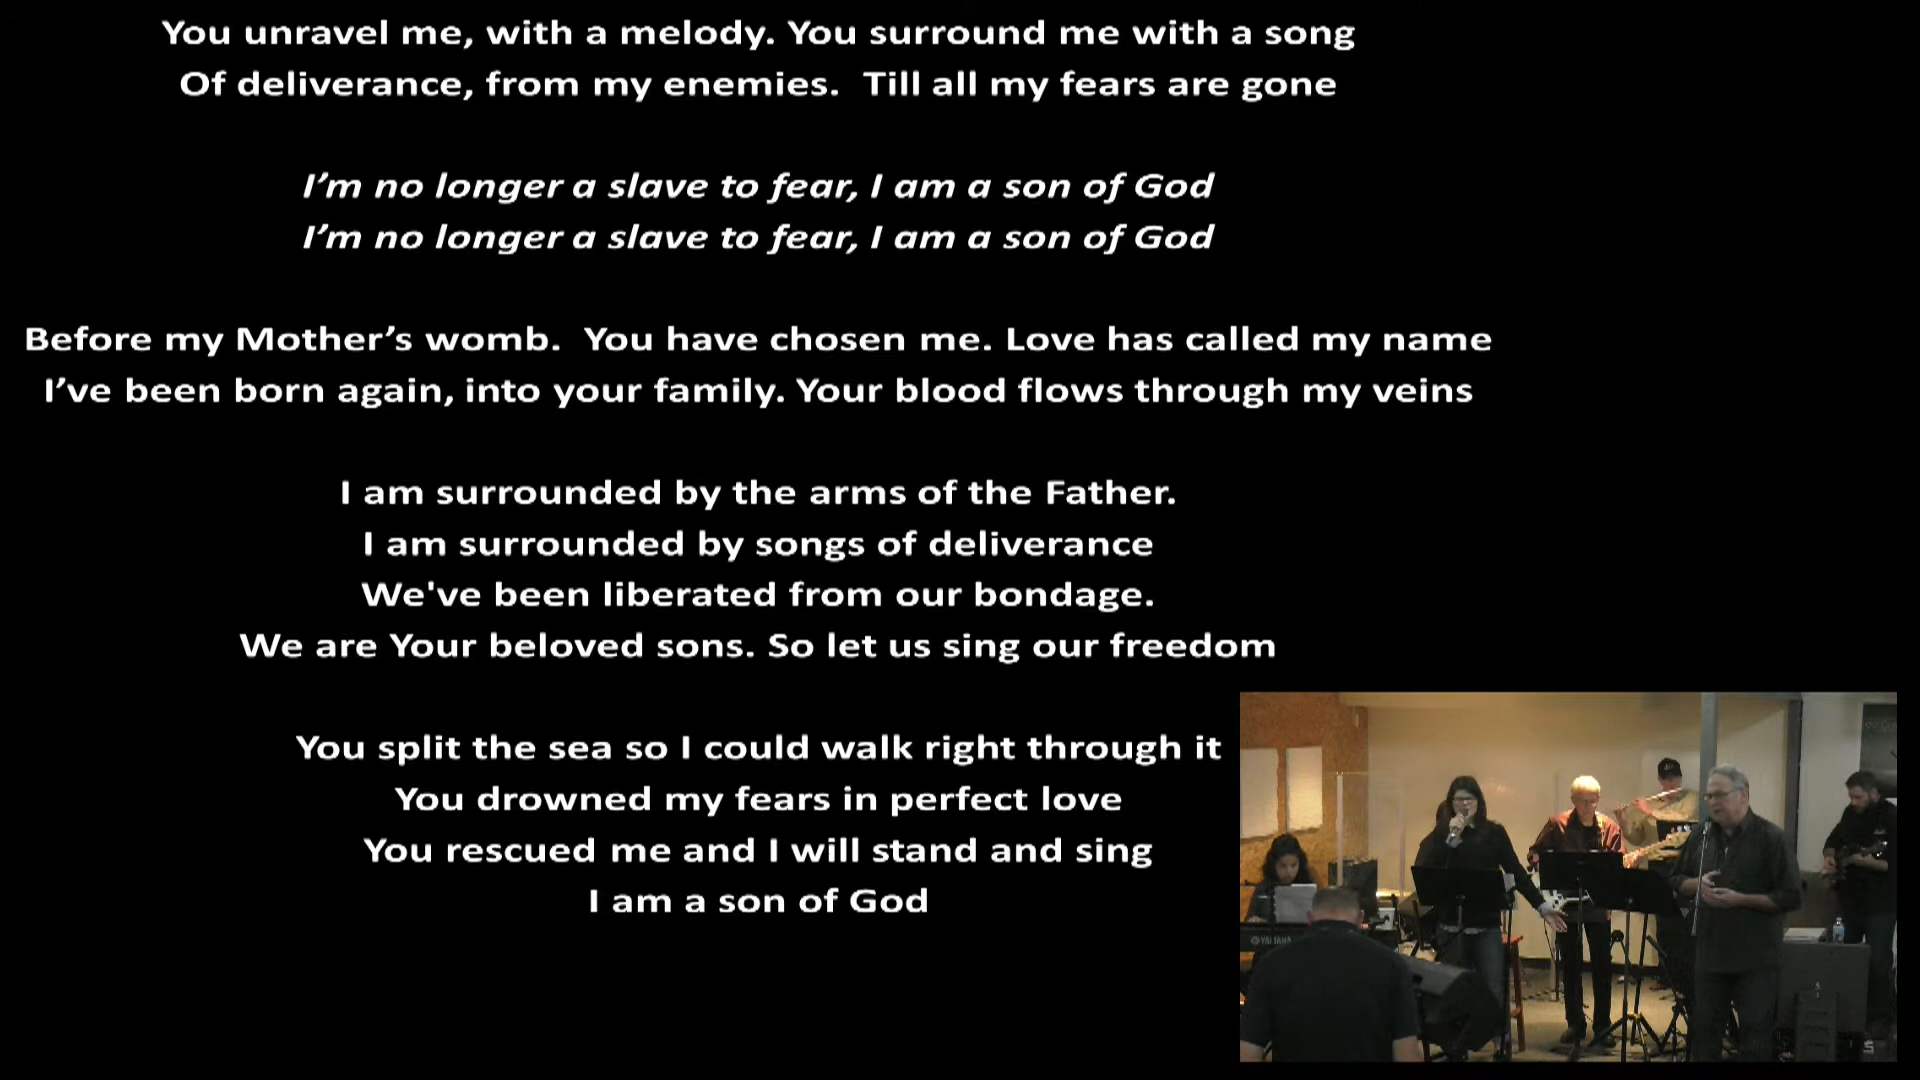 You unravel me, with a melody. You surround me with a song
Of deliverance, from my enemies.  Till all my fears are gone
I’m no longer a slave to fear, I am a son of God
I’m no longer a slave to fear, I am a son of God
Before my Mother’s womb.  You have chosen me. Love has called my name
I’ve been born again, into your family. Your blood flows through my veins
I am surrounded by the arms of the Father.
I am surrounded by songs of deliverance
We've been liberated from our bondage.
We are Your beloved sons. So let us sing our freedom
You split the sea so I could walk right through it
You drowned my fears in perfect love
You rescued me and I will stand and sing
I am a son of God
YAMAHA